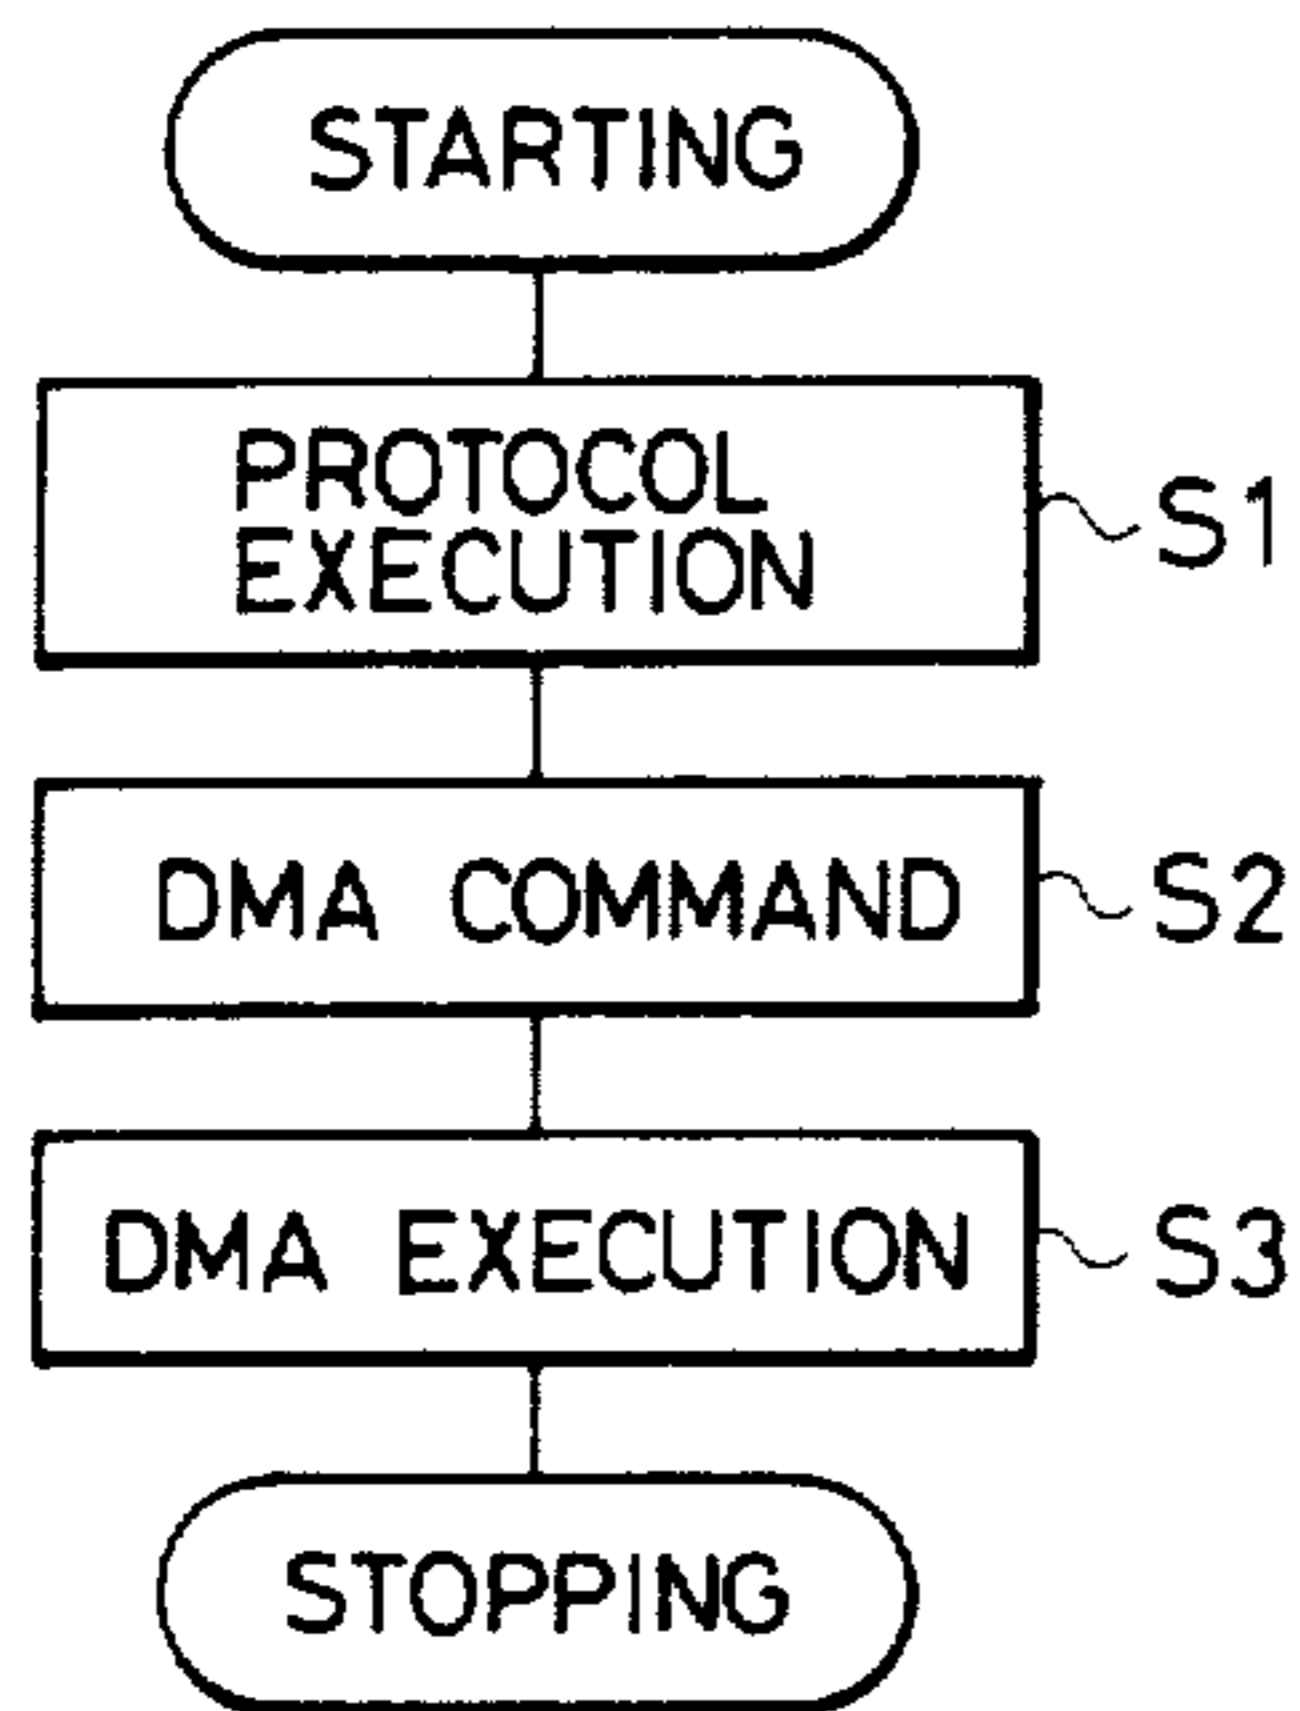 STARTING
PROTOCOL
EXECUTION
S1
DMA COMMAND
S2
DMA EXECUTION
S3
STOPPING